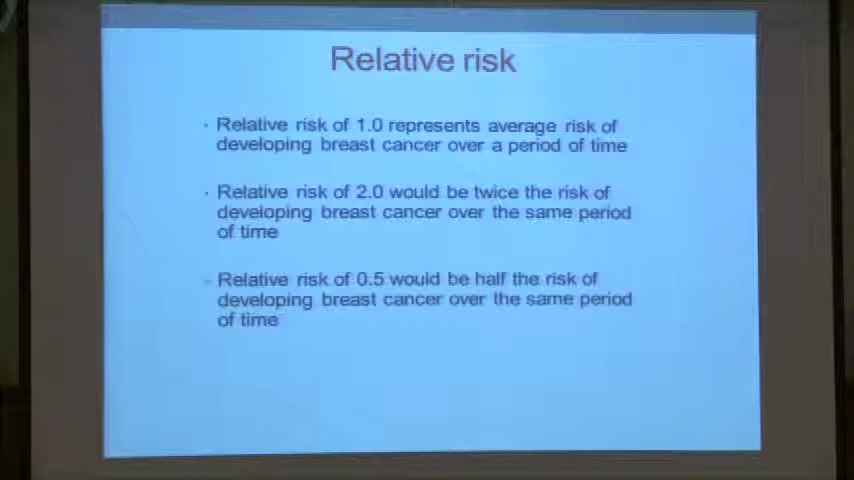 Relative risk
· Relative risk of 1.0 represents average risk of
developing breast cancer over a period of time
· Relative risk of 2.0 would be twice the risk of
developing breast cancer over the same period
of time
· Relative risk of 0.5 would be half the risk of
developing breast cancer over the same period
of time